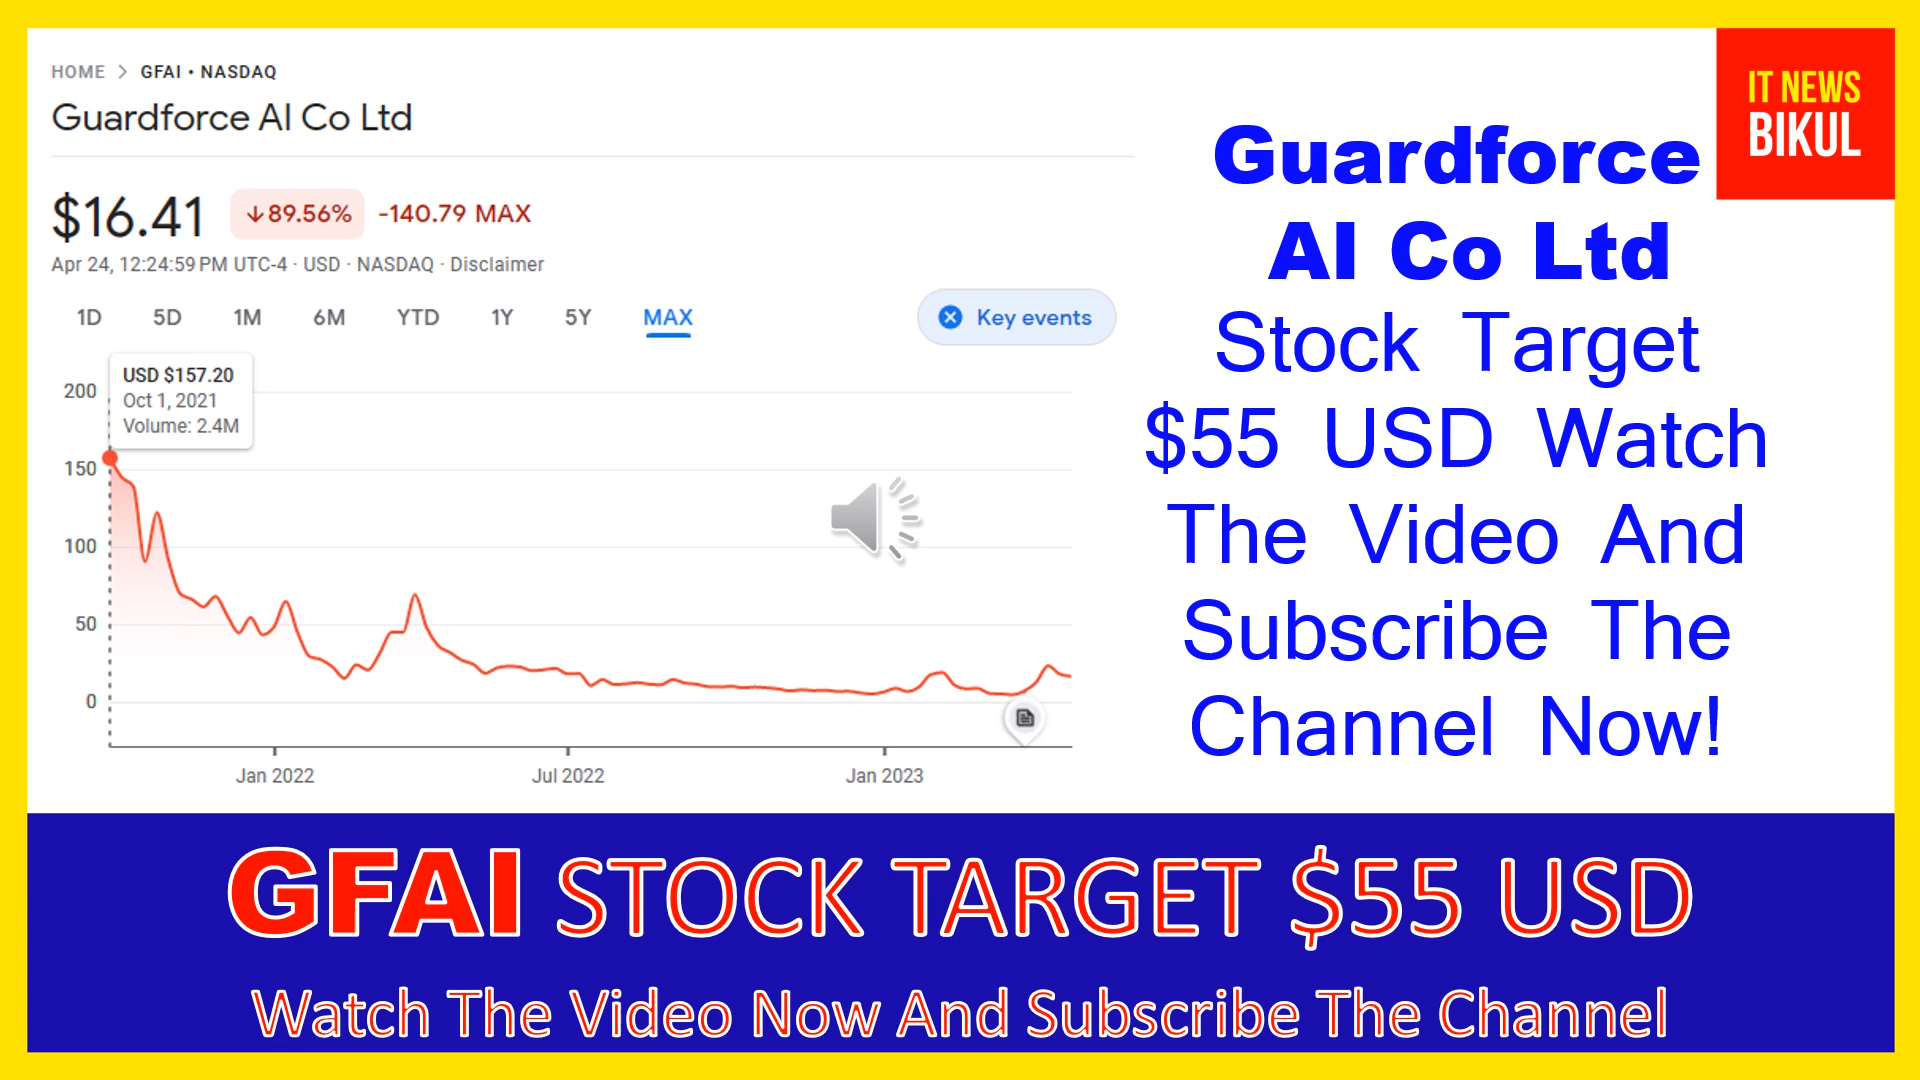 HOME > GFAI • NASDAQ
Guardforce AI Co Ltd
$16.41 ↓89.56% -140.79 MAX
Apr 24, 12:24:59 PM UTC-4 · USD · NASDAQ · Disclaimer
1D 5D 1M 6M YTD 1Y 5Y MAX
Key events
USD $157.20
Oct 1, 2021
Volume: 2.4M
200
150
100
50
0
Jan 2022 Jul 2022 Jan 2023
IT NEWS
BIKUL
Guardforce
AI Co Ltd
Stock Target
$55 USD Watch
The Video And
Subscribe The
Channel Now!
GFAI STOCK TARGET $55 USD
Watch The Video Now And Subscribe The Channel